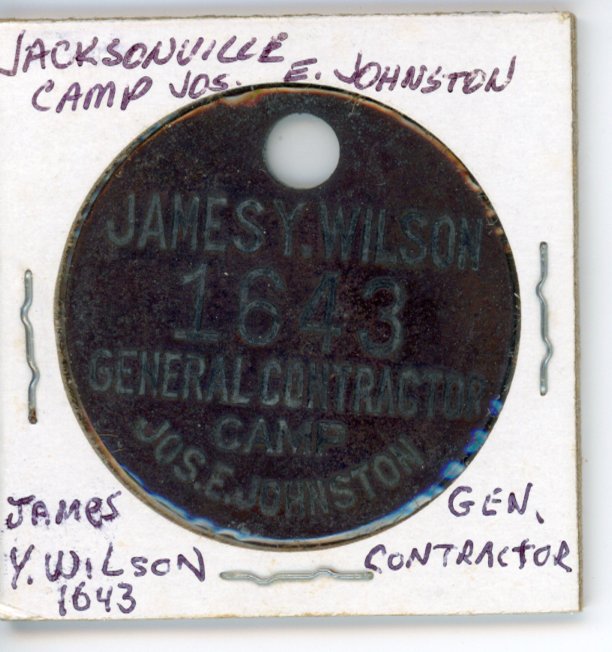 JACKSONVILLE
CAMP JOS. E. JOHNSTON
JAMES Y. WILSON
1643
GENERAL CONTRACTOR
CAMP
JOS. E. JOHNSTON
JAMES
Y. WILSON
1643
GEN.
CONTRACTOR